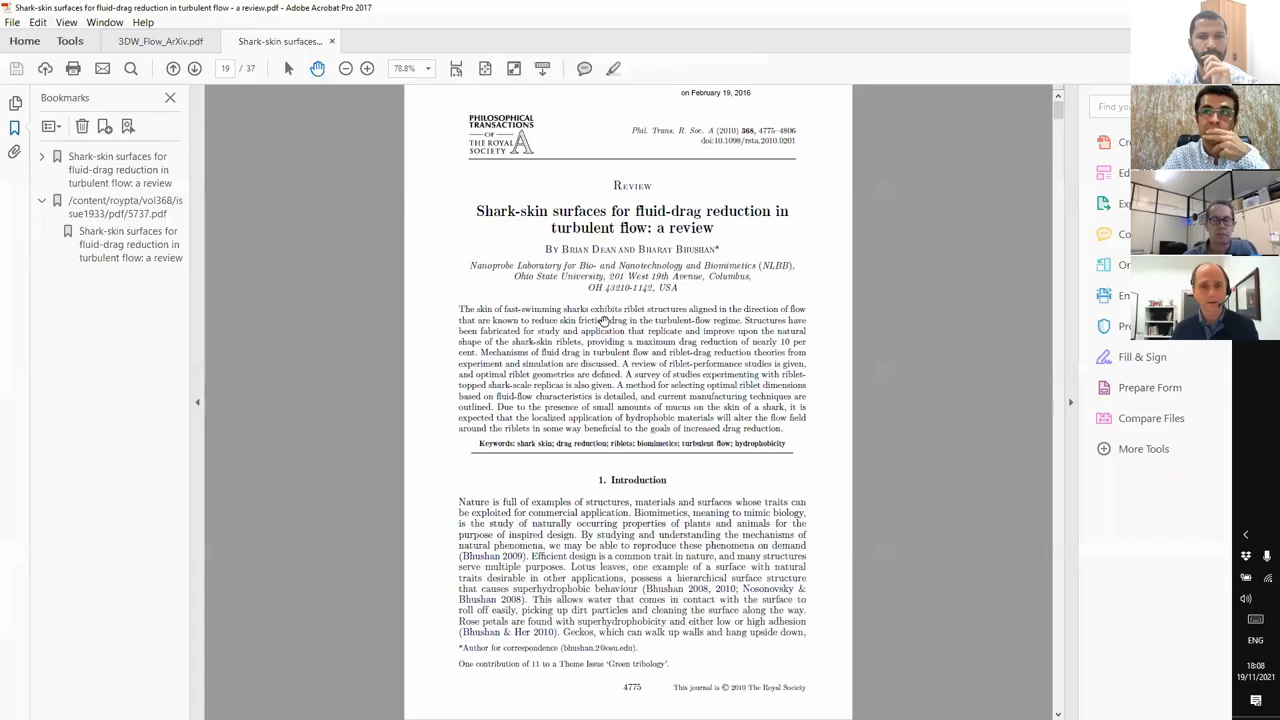 Shark-skin surfaces for fluid-drag reduction in turbulent flow - a review.pdf - Adobe Acrobat Pro 2017
File Edit View Window Help
Home Tools 3DW_Flow_ArXiv.pdf Shark-skin surfaces... ×
19 / 37 78.8%
Bookmarks
Shark-skin surfaces for
fluid-drag reduction in
turbulent flow: a review
/content/roypta/vol368/is
sue1933/pdf/5737.pdf
Shark-skin surfaces for
fluid-drag reduction in
turbulent flow: a review
on February 19, 2016
PHILOSOPHICAL
TRANSACTIONS
OF
THE ROYAL
SOCIETY A
Phil. Trans. R. Soc. A (2010) 368, 4775–4806
doi:10.1098/rsta.2010.0201
REVIEW
Shark-skin surfaces for fluid-drag reduction in
turbulent flow: a review
BY BRIAN DEAN AND BHARAT BHUSHAN*
Nanoprobe Laboratory for Bio- and Nanotechnology and Biomimetics (NLBB),
Ohio State University, 201 West 19th Avenue, Columbus,
OH 43210-1142, USA
The skin of fast-swimming sharks exhibits riblet structures aligned in the direction of flow
that are known to reduce skin friction drag in the turbulent-flow regime. Structures have
been fabricated for study and application that replicate and improve upon the natural
shape of the shark-skin riblets, providing a maximum drag reduction of nearly 10 per
cent. Mechanisms of fluid drag in turbulent flow and riblet-drag reduction theories from
experiment and simulation are discussed. A review of riblet-performance studies is given,
and optimal riblet geometries are defined. A survey of studies experimenting with riblet-
topped shark-scale replicas is also given. A method for selecting optimal riblet dimensions
based on fluid-flow characteristics is detailed, and current manufacturing techniques are
outlined. Due to the presence of small amounts of mucus on the skin of a shark, it is
expected that the localized application of hydrophobic materials will alter the flow field
around the riblets in some way beneficial to the goals of increased drag reduction.
Keywords: shark skin; drag reduction; riblets; biomimetics; turbulent flow; hydrophobicity
1. Introduction
Nature is full of examples of structures, materials and surfaces whose traits can
be exploited for commercial application. Biomimetics, meaning to mimic biology,
is the study of naturally occurring properties of plants and animals for the
purpose of inspired design. By studying and understanding the mechanisms of
natural phenomena, we may be able to reproduce these phenomena on demand
(Bhushan 2009). Efficient design is a common trait in nature, and many structures
serve multiple purposes. Lotus leaves, one example of a surface with natural
traits desirable in other applications, possess a hierarchical surface structure
that causes superhydrophobic behaviour (Bhushan 2008, 2010; Nosonovsky &
Bhushan 2008). This allows water that comes in contact with the surface to
roll off easily, picking up dirt particles and cleaning the surface along the way.
Rose petals are found with superhydrophobicity and either low or high adhesion
(Bhushan & Her 2010). Geckos, which can walk up walls and hang upside down,
*Author for correspondence (bhushan.2@osu.edu).
One contribution of 11 to a Theme Issue 'Green tribology'.
4775 This journal is © 2010 The Royal Society
Find you
Cre
Ed
Exp
Co
Or
En
Pro
Fill & Sign
Prepare Form
Compare Files
More Tools
ENG
18:08
19/11/2021